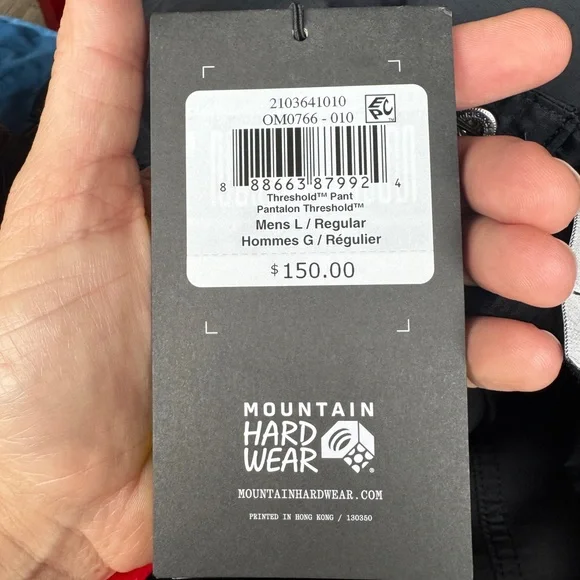 2103641010
OM0766 - 010
EPC
8 88663 87992 4
Threshold™ Pant
Pantalon Threshold™
Mens L / Regular
Hommes G / Régulier
$150.00
MOUNTAIN
HARD
WEAR®
MOUNTAINHARDWEAR.COM
PRINTED IN HONG KONG / 130350